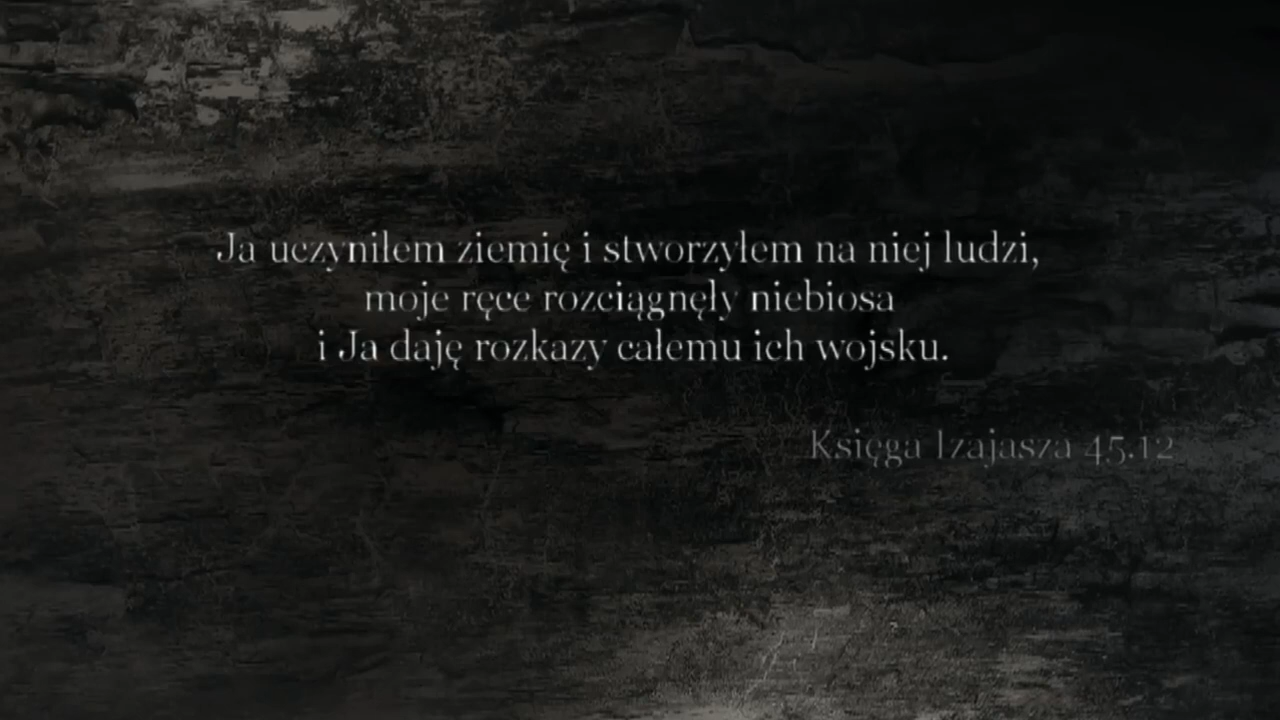 Ja uczyniłem ziemię i stworzyłem na niej ludzi,
moje ręce rozciągnęły niebiosa
i Ja daję rozkazy całemu ich wojsku.
Księga Izajasza 45.12